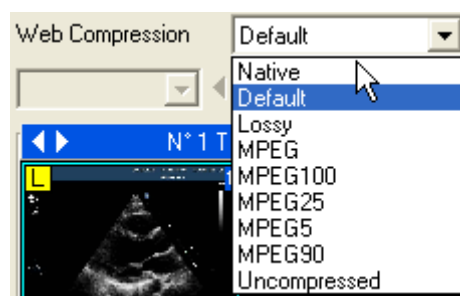 Web Compression Default
Native
Default
Lossy
N° 1 T
MPEG
L
MPEG100
MPEG25
MPEG5
MPEG90
Uncompressed